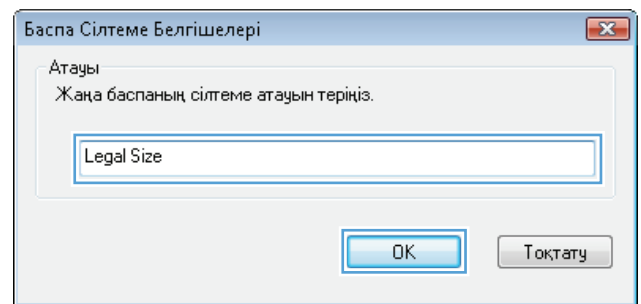 Баспа Сілтеме Белгішелері
Атауы
Жаңа баспаның сілтеме атауын теріңіз.
Legal Size
OK
Тоқтату